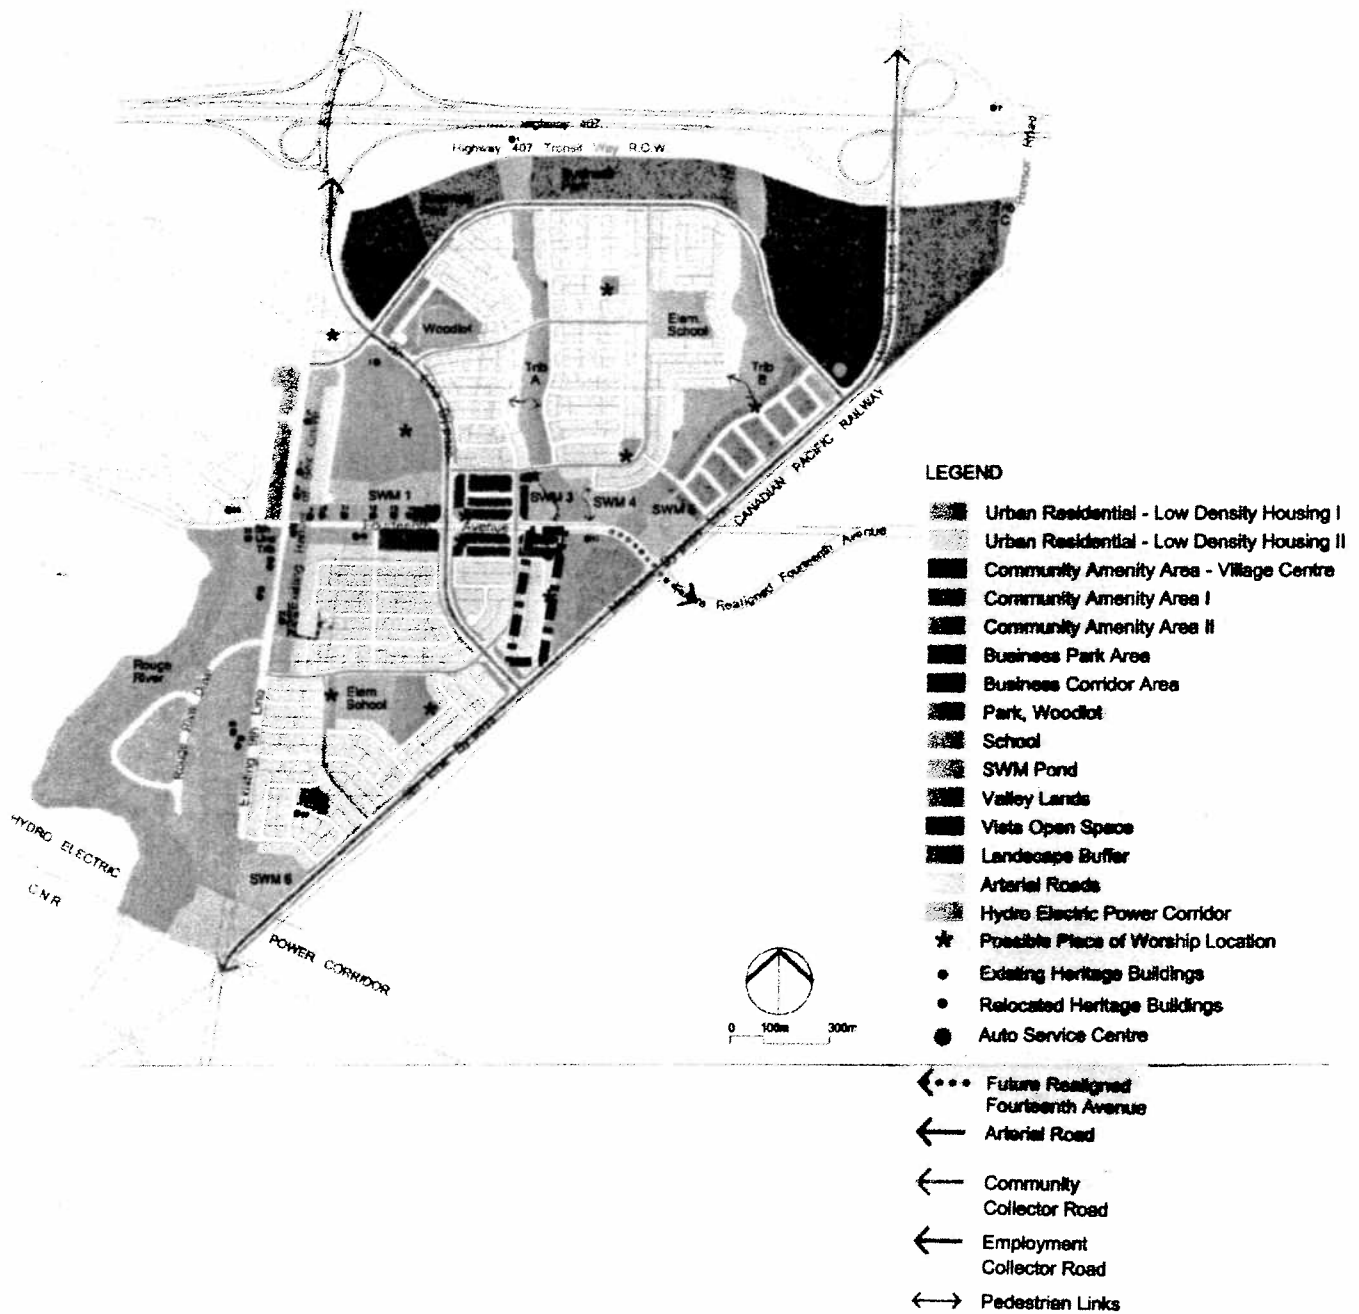 Highway 407
Highway 407 Transit Way R.O.W.
Business
Park
Woodlot
Elem.
School
Trib
A
Trib
B
CANADIAN PACIFIC RAILWAY
SWM 1
SWM 3
SWM 4
SWM 5
Avenue
Realigned Fourteenth Avenue
Rouge
River
Elem
School
SWM 6
HYDRO ELECTRIC
POWER CORRIDOR
C.N.R
0 100m 300m
LEGEND
Urban Residential - Low Density Housing I
Urban Residential - Low Density Housing II
Community Amenity Area - Village Centre
Community Amenity Area I
Community Amenity Area II
Business Park Area
Business Corridor Area
Park, Woodlot
School
SWM Pond
Valley Lands
Vista Open Space
Landscape Buffer
Arterial Roads
Hydro Electric Power Corridor
Possible Place of Worship Location
Existing Heritage Buildings
Relocated Heritage Buildings
Auto Service Centre
Future Realigned
Fourteenth Avenue
Arterial Road
Community
Collector Road
Employment
Collector Road
Pedestrian Links